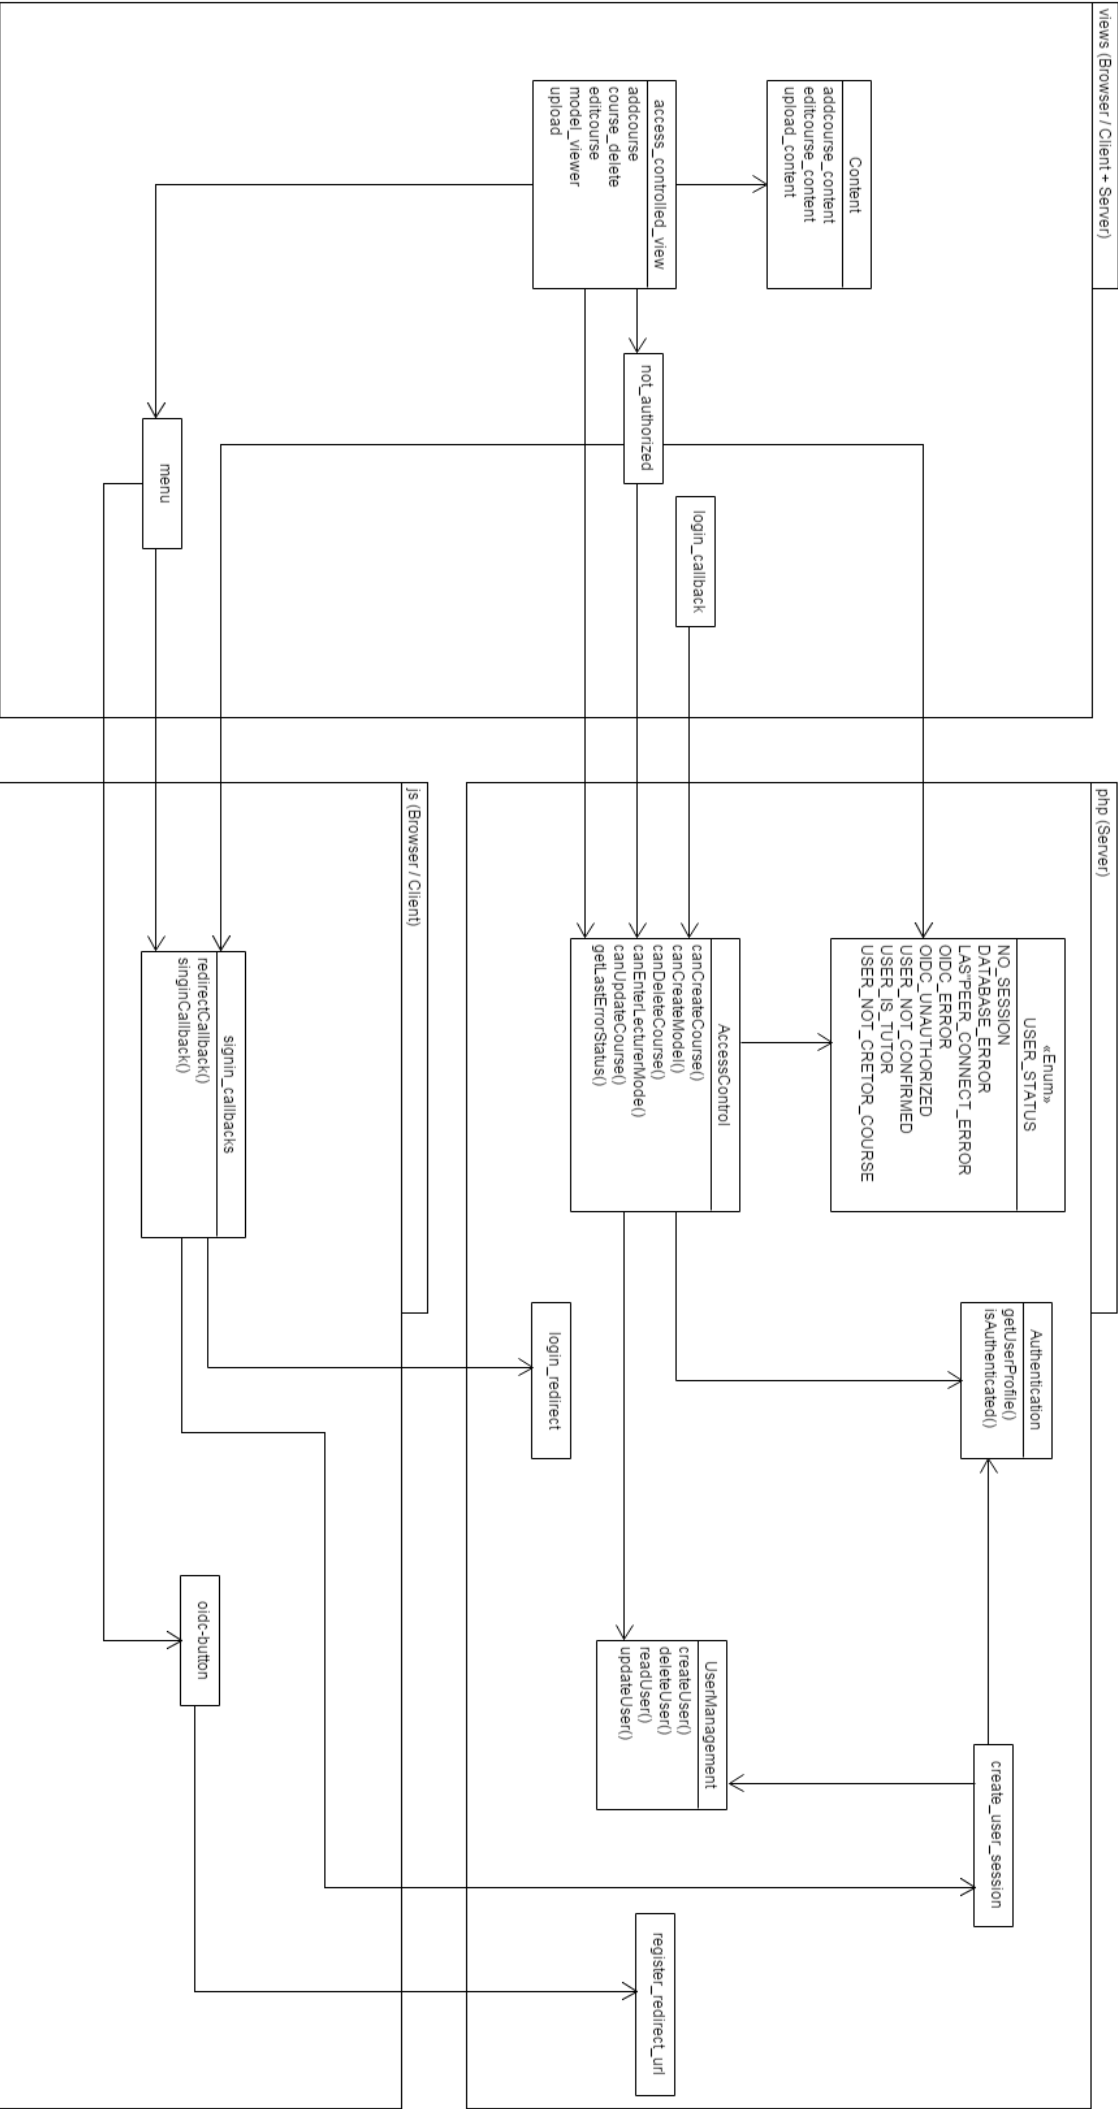 views (Browser / Client + Server)
Content
addcourse_content
editcourse_content
upload_content
access_controlled_view
addcourse
course_delete
editcourse
model_viewer
upload
not_authorized
login_callback
menu
php (Server)
«Enum»
USER_STATUS
NO_SESSION
DATABASE_ERROR
LAS"PEER_CONNECT_ERROR
OIDC_ERROR
OIDC_UNAUTHORIZED
USER_NOT_CONFIRMED
USER_IS_TUTOR
USER_NOT_CRETOR_COURSE
AccessControl
canCreateCourse()
canCreateModel()
canDeleteCourse()
canEnterLecturerMode()
canUpdateCourse()
getLastErrorStatus()
Authentication
getUserProfile()
isAuthenticated()
login_redirect
UserManagement
createUser()
deleteUser()
readUser()
updateUser()
create_user_session
register_redirect_url
js (Browser / Client)
signin_callbacks
redirectCallback()
singinCallback()
oidc-button